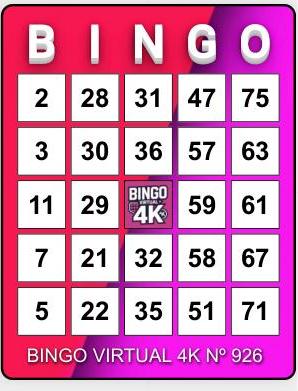 B I N G O
2 28 31 47 75
3 30 36 57 63
11 29 BINGO VIRTUAL 4K 59 61
7 21 32 58 67
5 22 35 51 71
BINGO VIRTUAL 4K Nº 926